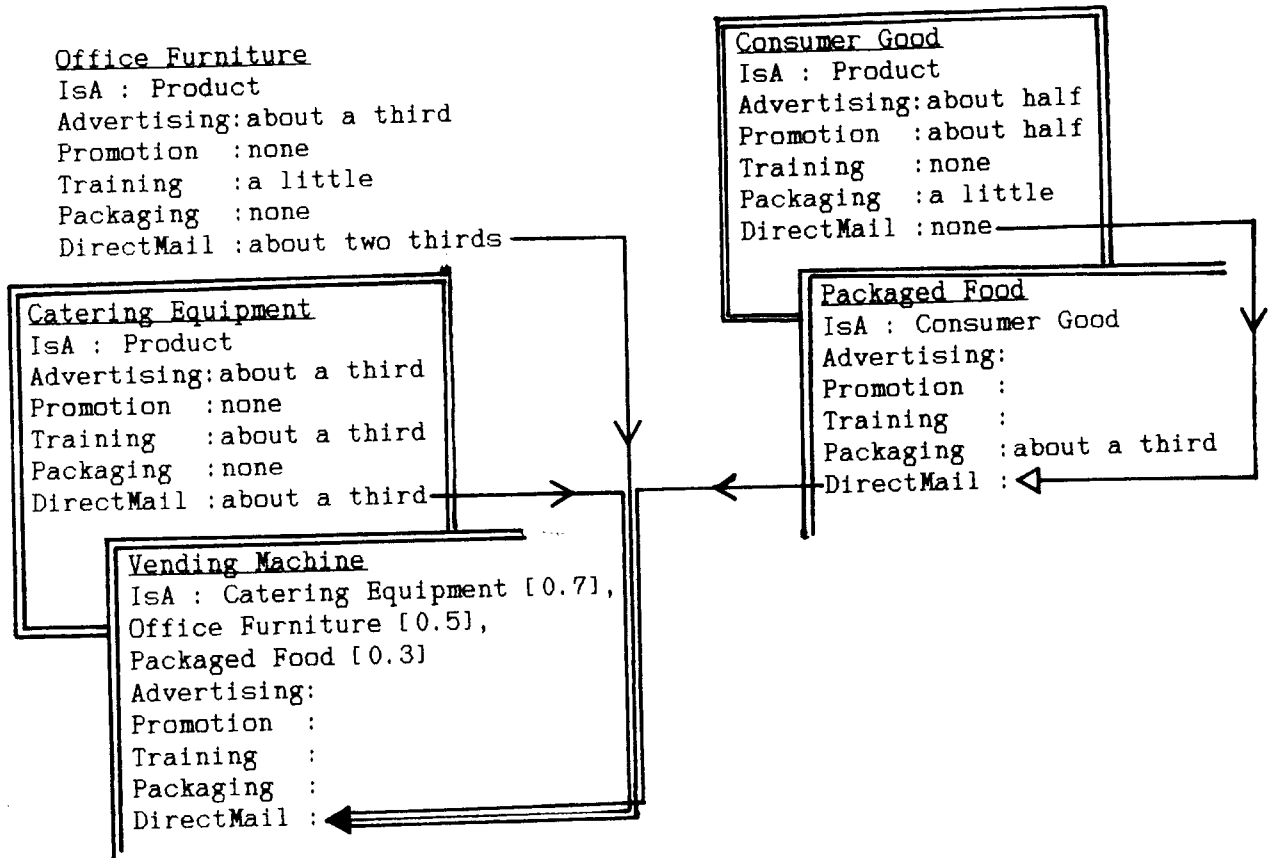 Office Furniture
IsA : Product
Advertising:about a third
Promotion :none
Training :a little
Packaging :none
DirectMail :about two thirds
Consumer Good
IsA : Product
Advertising:about half
Promotion :about half
Training :none
Packaging :a little
DirectMail :none
Catering Equipment
IsA : Product
Advertising:about a third
Promotion :none
Training :about a third
Packaging :none
DirectMail :about a third
Packaged Food
IsA : Consumer Good
Advertising:
Promotion :
Training :
Packaging :about a third
DirectMail :
Vending Machine
IsA : Catering Equipment [0.7],
Office Furniture [0.5],
Packaged Food [0.3]
Advertising:
Promotion :
Training :
Packaging :
DirectMail :